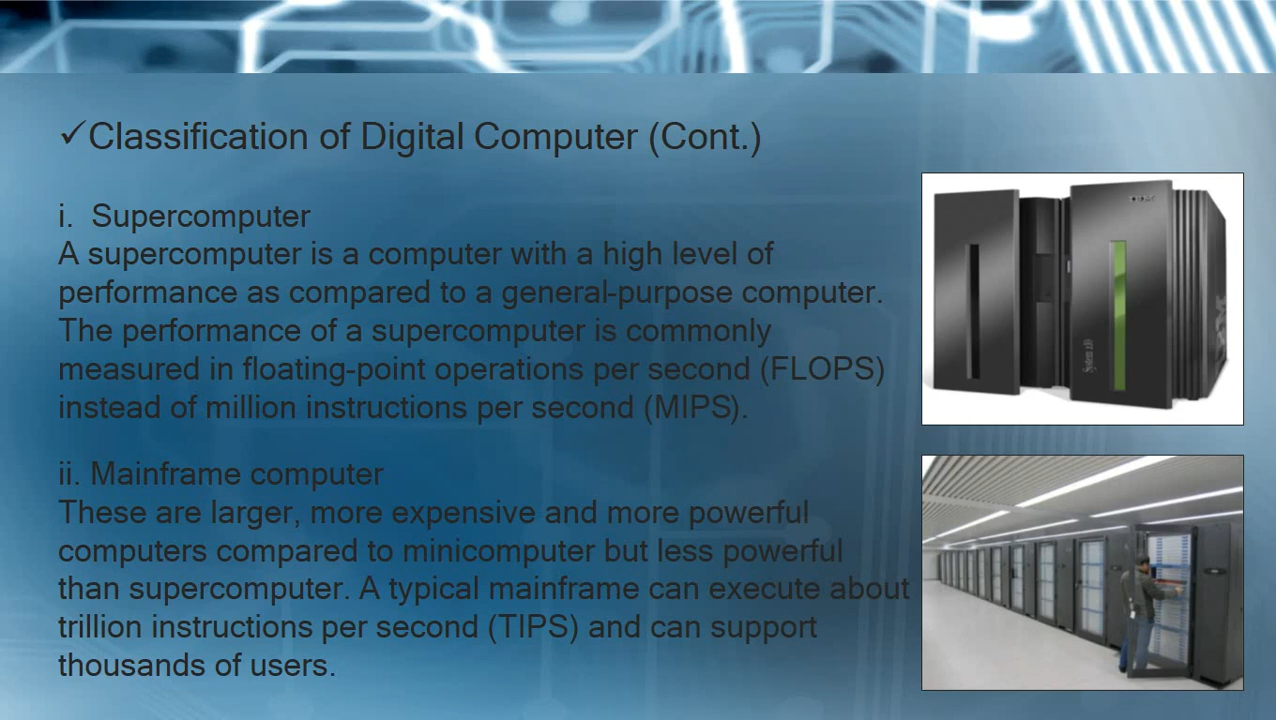 ✓Classification of Digital Computer (Cont.)
i. Supercomputer
A supercomputer is a computer with a high level of
performance as compared to a general-purpose computer.
The performance of a supercomputer is commonly
measured in floating-point operations per second (FLOPS)
instead of million instructions per second (MIPS).
ii. Mainframe computer
These are larger, more expensive and more powerful
computers compared to minicomputer but less powerful
than supercomputer. A typical mainframe can execute about
trillion instructions per second (TIPS) and can support
thousands of users.
System z10
IBM